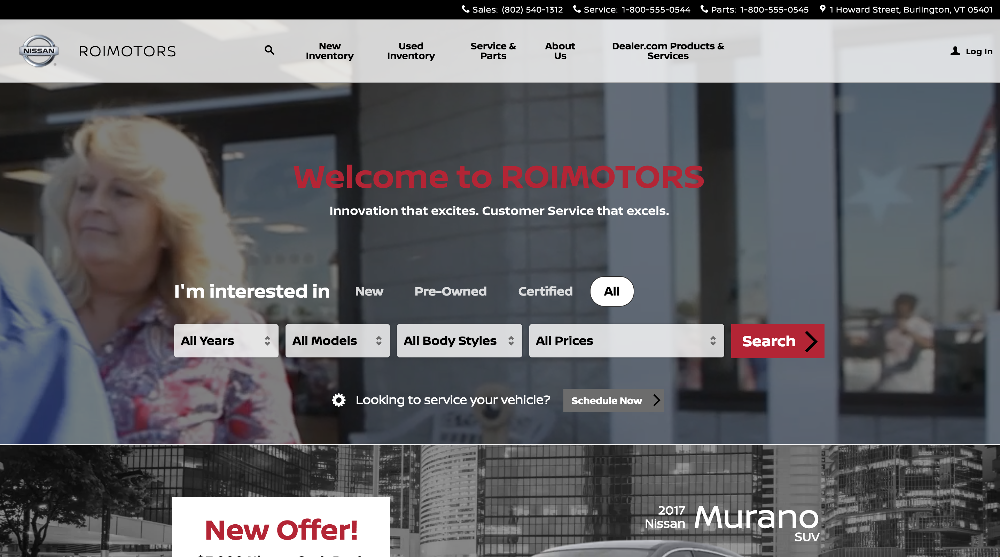 Sales: (802) 540-1312 Service: 1-800-555-0544 Parts: 1-800-555-0545 1 Howard Street, Burlington, VT 05401
NISSAN
ROIMOTORS
New Inventory
Used Inventory
Service & Parts
About Us
Dealer.com Products & Services
Log In
Welcome to ROIMOTORS
Innovation that excites. Customer Service that excels.
I'm interested in New Pre-Owned Certified All
All Years All Models All Body Styles All Prices Search
Looking to service your vehicle? Schedule Now
New Offer!
2017
Nissan Murano
SUV